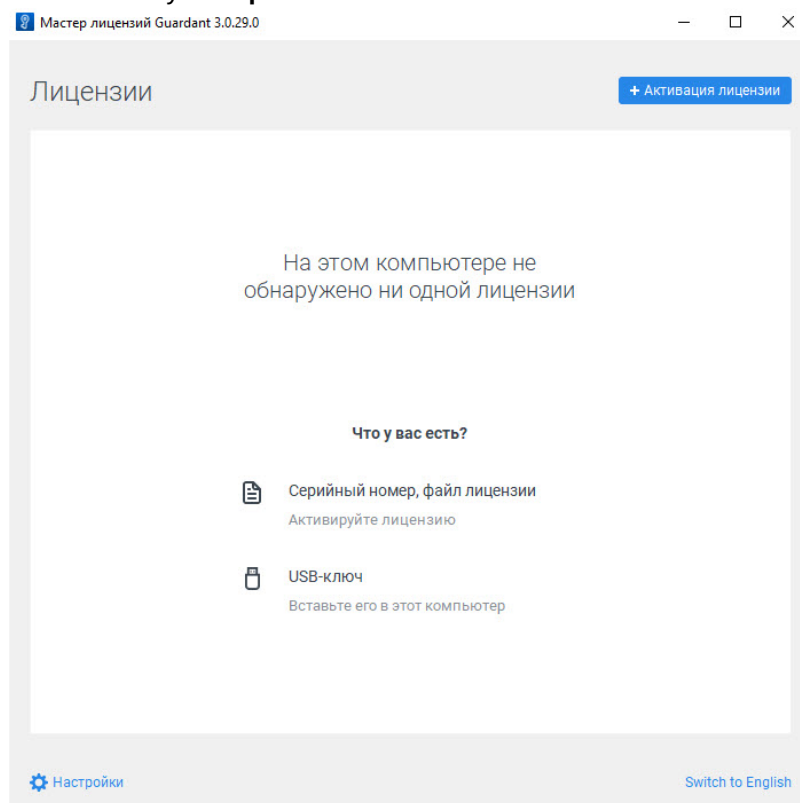 Мастер лицензий Guardant 3.0.29.0
Лицензии
+ Активация лицензии
На этом компьютере не
обнаружено ни одной лицензии
Что у вас есть?
Серийный номер, файл лицензии
Активируйте лицензию
USB-ключ
Вставьте его в этот компьютер
Настройки
Switch to English